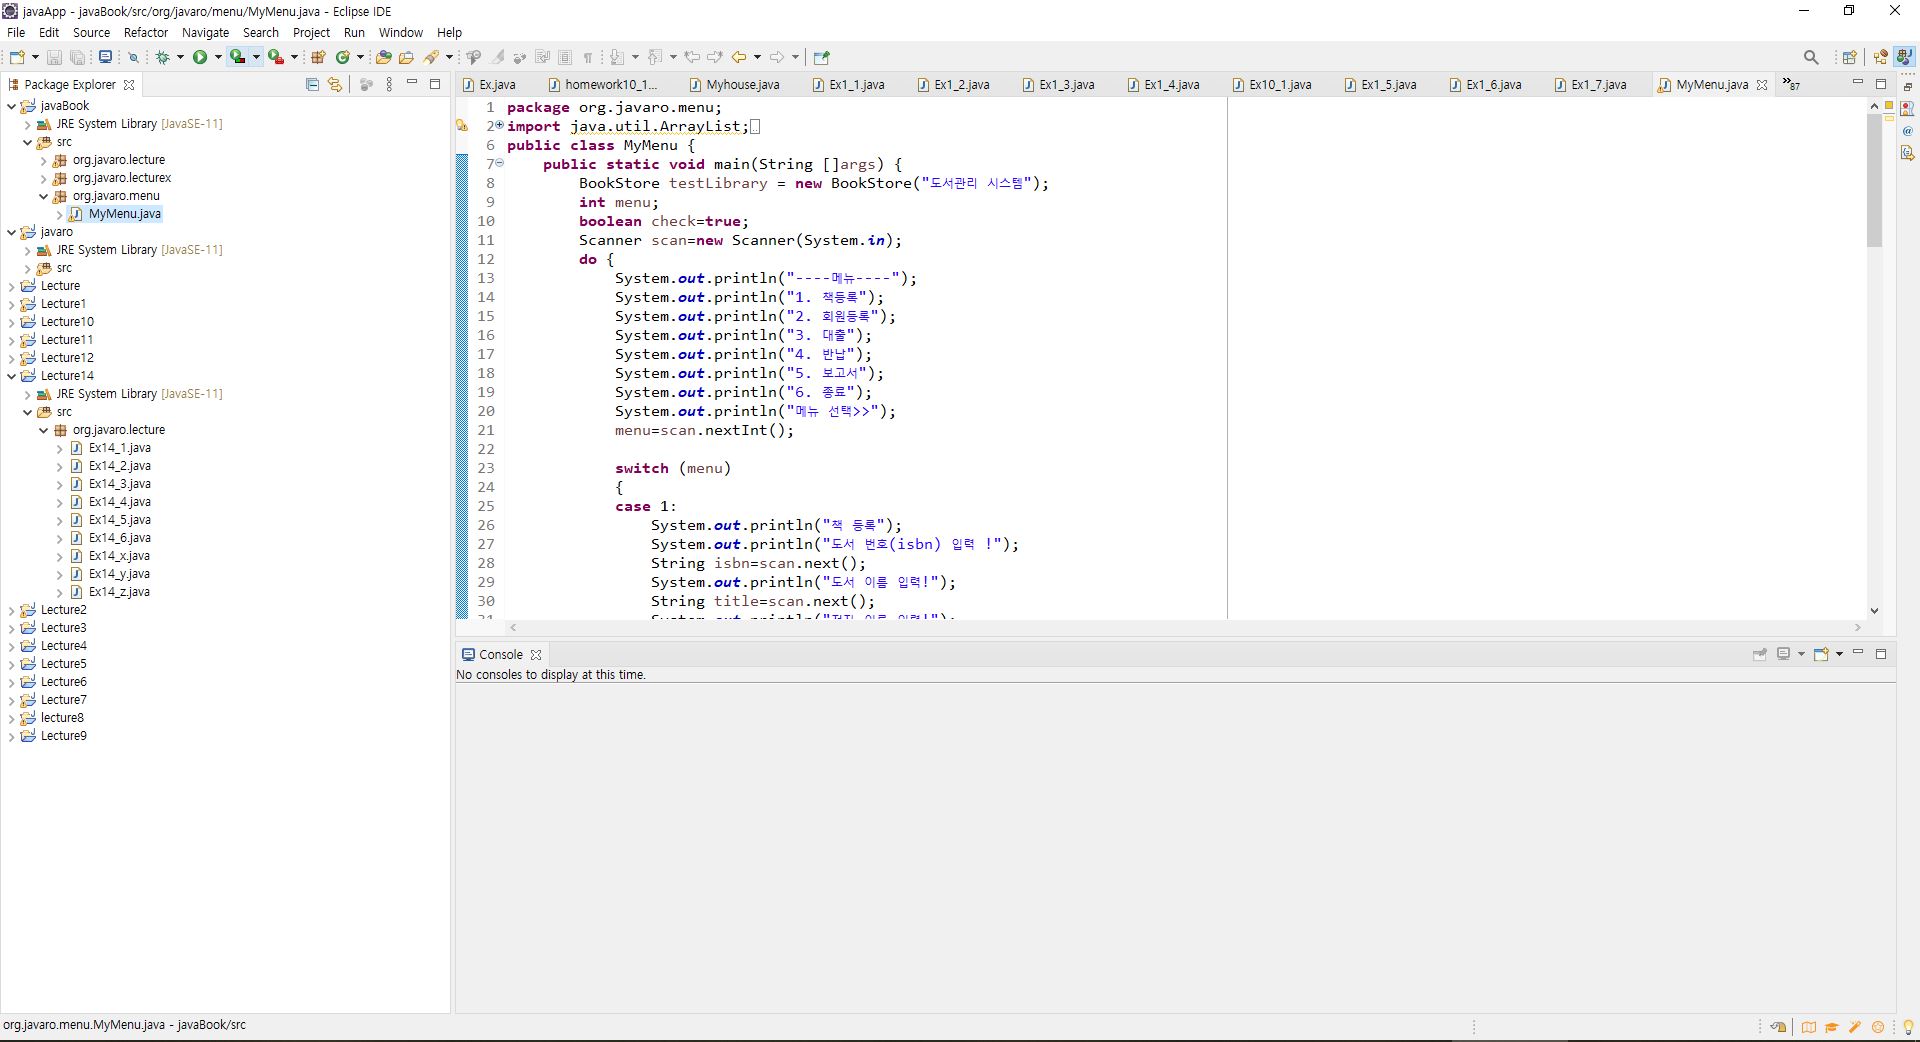 javaApp - javaBook/src/org/javaro/menu/MyMenu.java - Eclipse IDE
File Edit Source Refactor Navigate Search Project Run Window Help
Package Explorer
javaBook
JRE System Library [JavaSE-11]
src
org.javaro.lecture
org.javaro.lecturex
org.javaro.menu
MyMenu.java
javaro
JRE System Library [JavaSE-11]
src
Lecture
Lecture1
Lecture10
Lecture11
Lecture12
Lecture14
JRE System Library [JavaSE-11]
src
org.javaro.lecture
Ex14_1.java
Ex14_2.java
Ex14_3.java
Ex14_4.java
Ex14_5.java
Ex14_6.java
Ex14_x.java
Ex14_y.java
Ex14_z.java
Lecture2
Lecture3
Lecture4
Lecture5
Lecture6
Lecture7
lecture8
Lecture9
Ex.java homework10_1... Myhouse.java Ex1_1.java Ex1_2.java Ex1_3.java Ex1_4.java Ex10_1.java Ex1_5.java Ex1_6.java Ex1_7.java MyMenu.java »87
1 package org.javaro.menu;
2 import java.util.ArrayList;
6 public class MyMenu {
7 public static void main(String []args) {
8 BookStore testLibrary = new BookStore("도서관리 시스템");
9 int menu;
10 boolean check=true;
11 Scanner scan=new Scanner(System.in);
12 do {
13 System.out.println("----메뉴----");
14 System.out.println("1. 책등록");
15 System.out.println("2. 회원등록");
16 System.out.println("3. 대출");
17 System.out.println("4. 반납");
18 System.out.println("5. 보고서");
19 System.out.println("6. 종료");
20 System.out.println("메뉴 선택>>");
21 menu=scan.nextInt();
22
23 switch (menu)
24 {
25 case 1:
26 System.out.println("책 등록");
27 System.out.println("도서 번호(isbn) 입력 !");
28 String isbn=scan.next();
29 System.out.println("도서 이름 입력!");
30 String title=scan.next();
31 System.out.println("저자 이름 입력!");
Console
No consoles to display at this time.
org.javaro.menu.MyMenu.java - javaBook/src